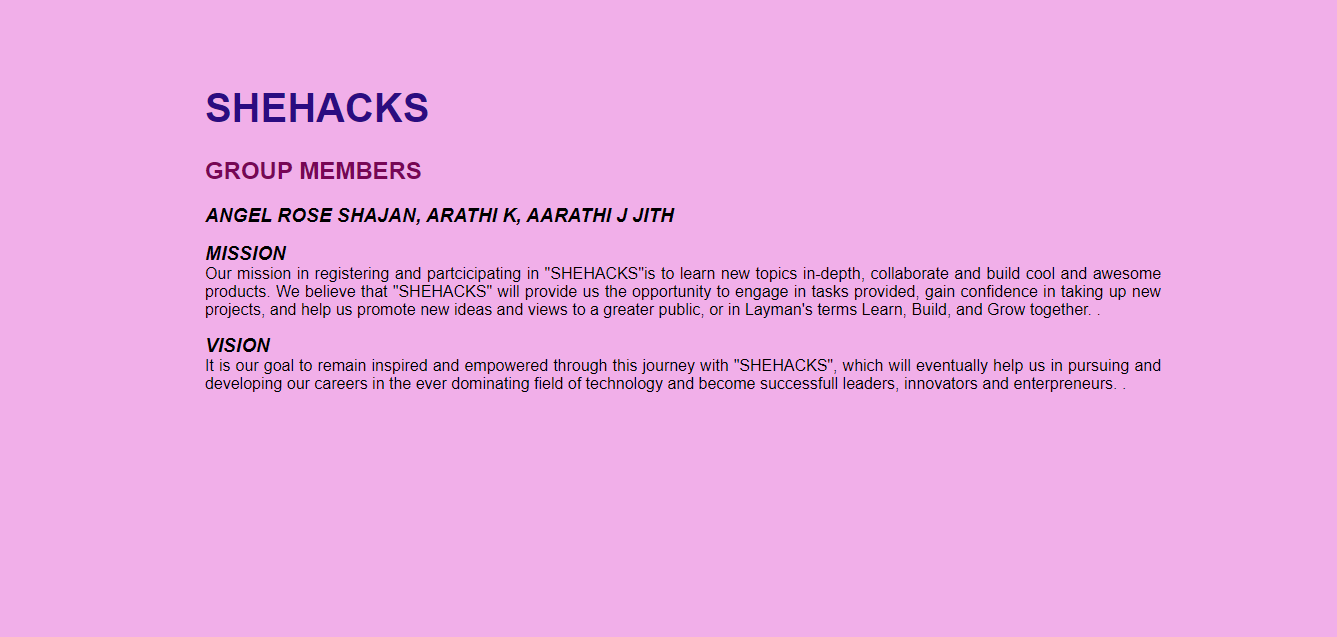 SHEHACKS
GROUP MEMBERS
ANGEL ROSE SHAJAN, ARATHI K, AARATHI J JITH
MISSION
Our mission in registering and partcicipating in "SHEHACKS"is to learn new topics in-depth, collaborate and build cool and awesome
products. We believe that "SHEHACKS" will provide us the opportunity to engage in tasks provided, gain confidence in taking up new
projects, and help us promote new ideas and views to a greater public, or in Layman's terms Learn, Build, and Grow together. .
VISION
It is our goal to remain inspired and empowered through this journey with "SHEHACKS", which will eventually help us in pursuing and
developing our careers in the ever dominating field of technology and become successfull leaders, innovators and enterpreneurs. .